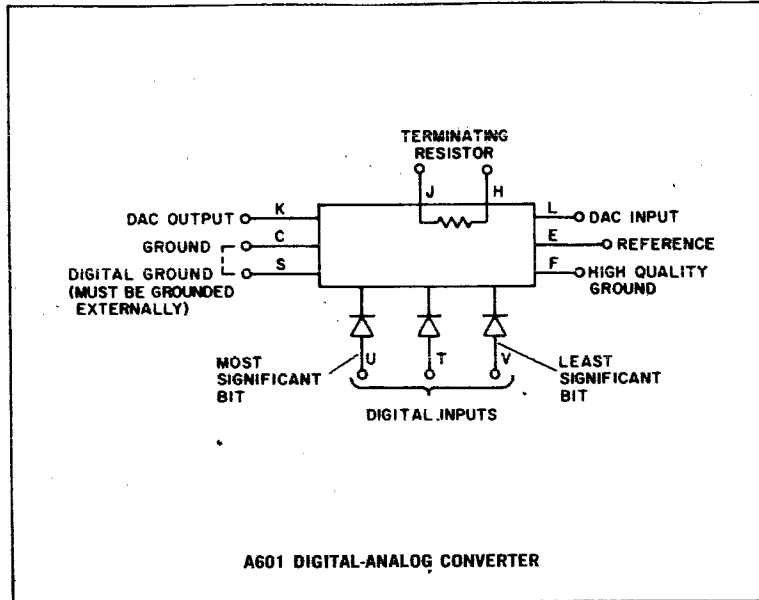 TERMINATING
RESISTOR
J H
K
DAC OUTPUT
L
DAC INPUT
C
GROUND
E
REFERENCE
S
DIGITAL GROUND
(MUST BE GROUNDED
EXTERNALLY)
F
HIGH QUALITY
GROUND
MOST
SIGNIFICANT
BIT
U T V
LEAST
SIGNIFICANT
BIT
DIGITAL INPUTS
A601 DIGITAL-ANALOG CONVERTER